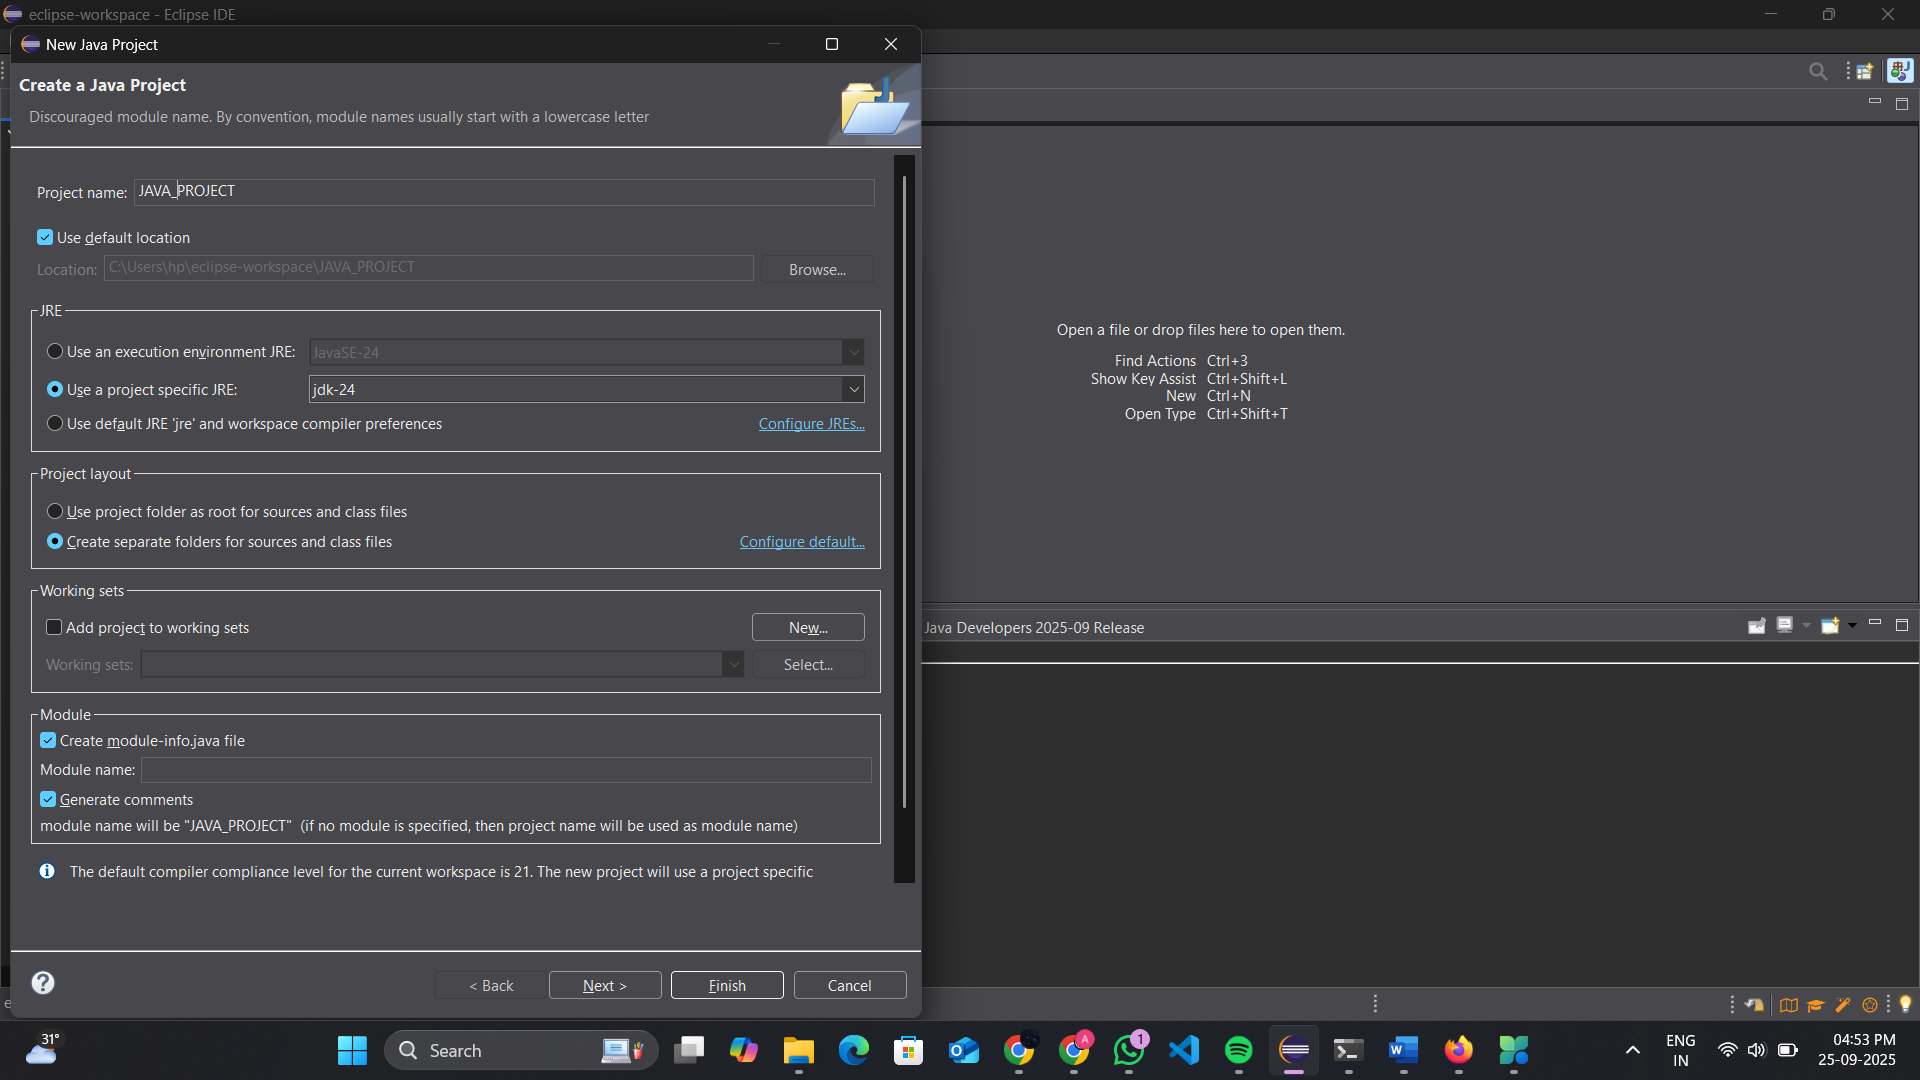 eclipse-workspace - Eclipse IDE
New Java Project
Create a Java Project
Discouraged module name. By convention, module names usually start with a lowercase letter
Project name: JAVA_PROJECT
Use default location
Location: C:\Users\hp\eclipse-workspace\JAVA_PROJECT
Browse...
JRE
Use an execution environment JRE: JavaSE-24
Use a project specific JRE: jdk-24
Use default JRE 'jre' and workspace compiler preferences
Configure JREs...
Project layout
Use project folder as root for sources and class files
Create separate folders for sources and class files
Configure default...
Working sets
Add project to working sets
New...
Working sets:
Select...
Module
Create module-info.java file
Module name:
Generate comments
module name will be "JAVA_PROJECT" (if no module is specified, then project name will be used as module name)
The default compiler compliance level for the current workspace is 21. The new project will use a project specific
< Back
Next >
Finish
Cancel
Open a file or drop files here to open them.
Find Actions Ctrl+3
Show Key Assist Ctrl+Shift+L
New Ctrl+N
Open Type Ctrl+Shift+T
Java Developers 2025-09 Release
31°
Search
A
1
ENG
IN
04:53 PM
25-09-2025